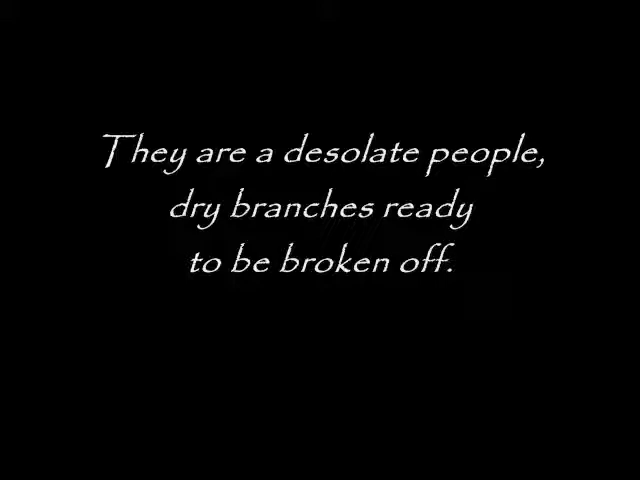 They are a desolate people,
dry branches ready
to be broken off.